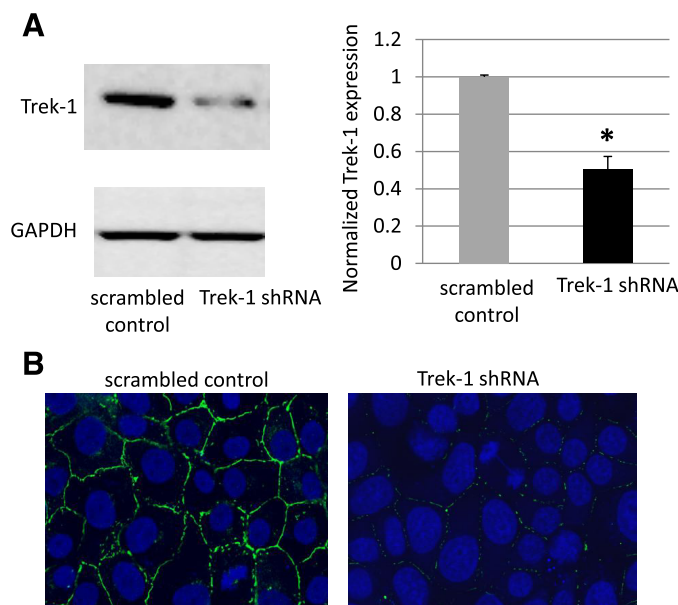 A
Trek-1
GAPDH
scrambled
control
Trek-1 shRNA
Normalized Trek-1 expression
1.2
1
0.8
0.6
0.4
0.2
0
*
scrambled
control
Trek-1 shRNA
B
scrambled control
Trek-1 shRNA